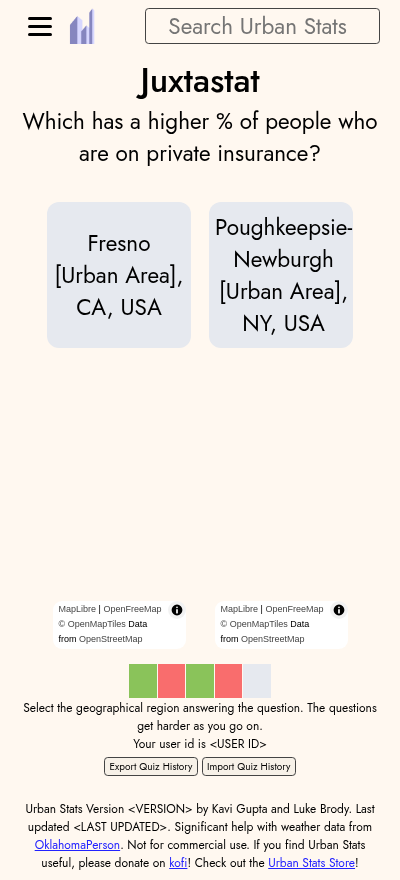 Search Urban Stats
Juxtastat
Which has a higher % of people who
are on private insurance?
Fresno
[Urban Area],
CA, USA
Poughkeepsie-
Newburgh
[Urban Area],
NY, USA
MapLibre | OpenFreeMap
© OpenMapTiles Data
from OpenStreetMap
MapLibre | OpenFreeMap
© OpenMapTiles Data
from OpenStreetMap
Select the geographical region answering the question. The questions
get harder as you go on.
Your user id is <USER ID>
Export Quiz History
Import Quiz History
Urban Stats Version <VERSION> by Kavi Gupta and Luke Brody. Last
updated <LAST UPDATED>. Significant help with weather data from
OklahomaPerson. Not for commercial use. If you find Urban Stats
useful, please donate on kofi! Check out the Urban Stats Store!